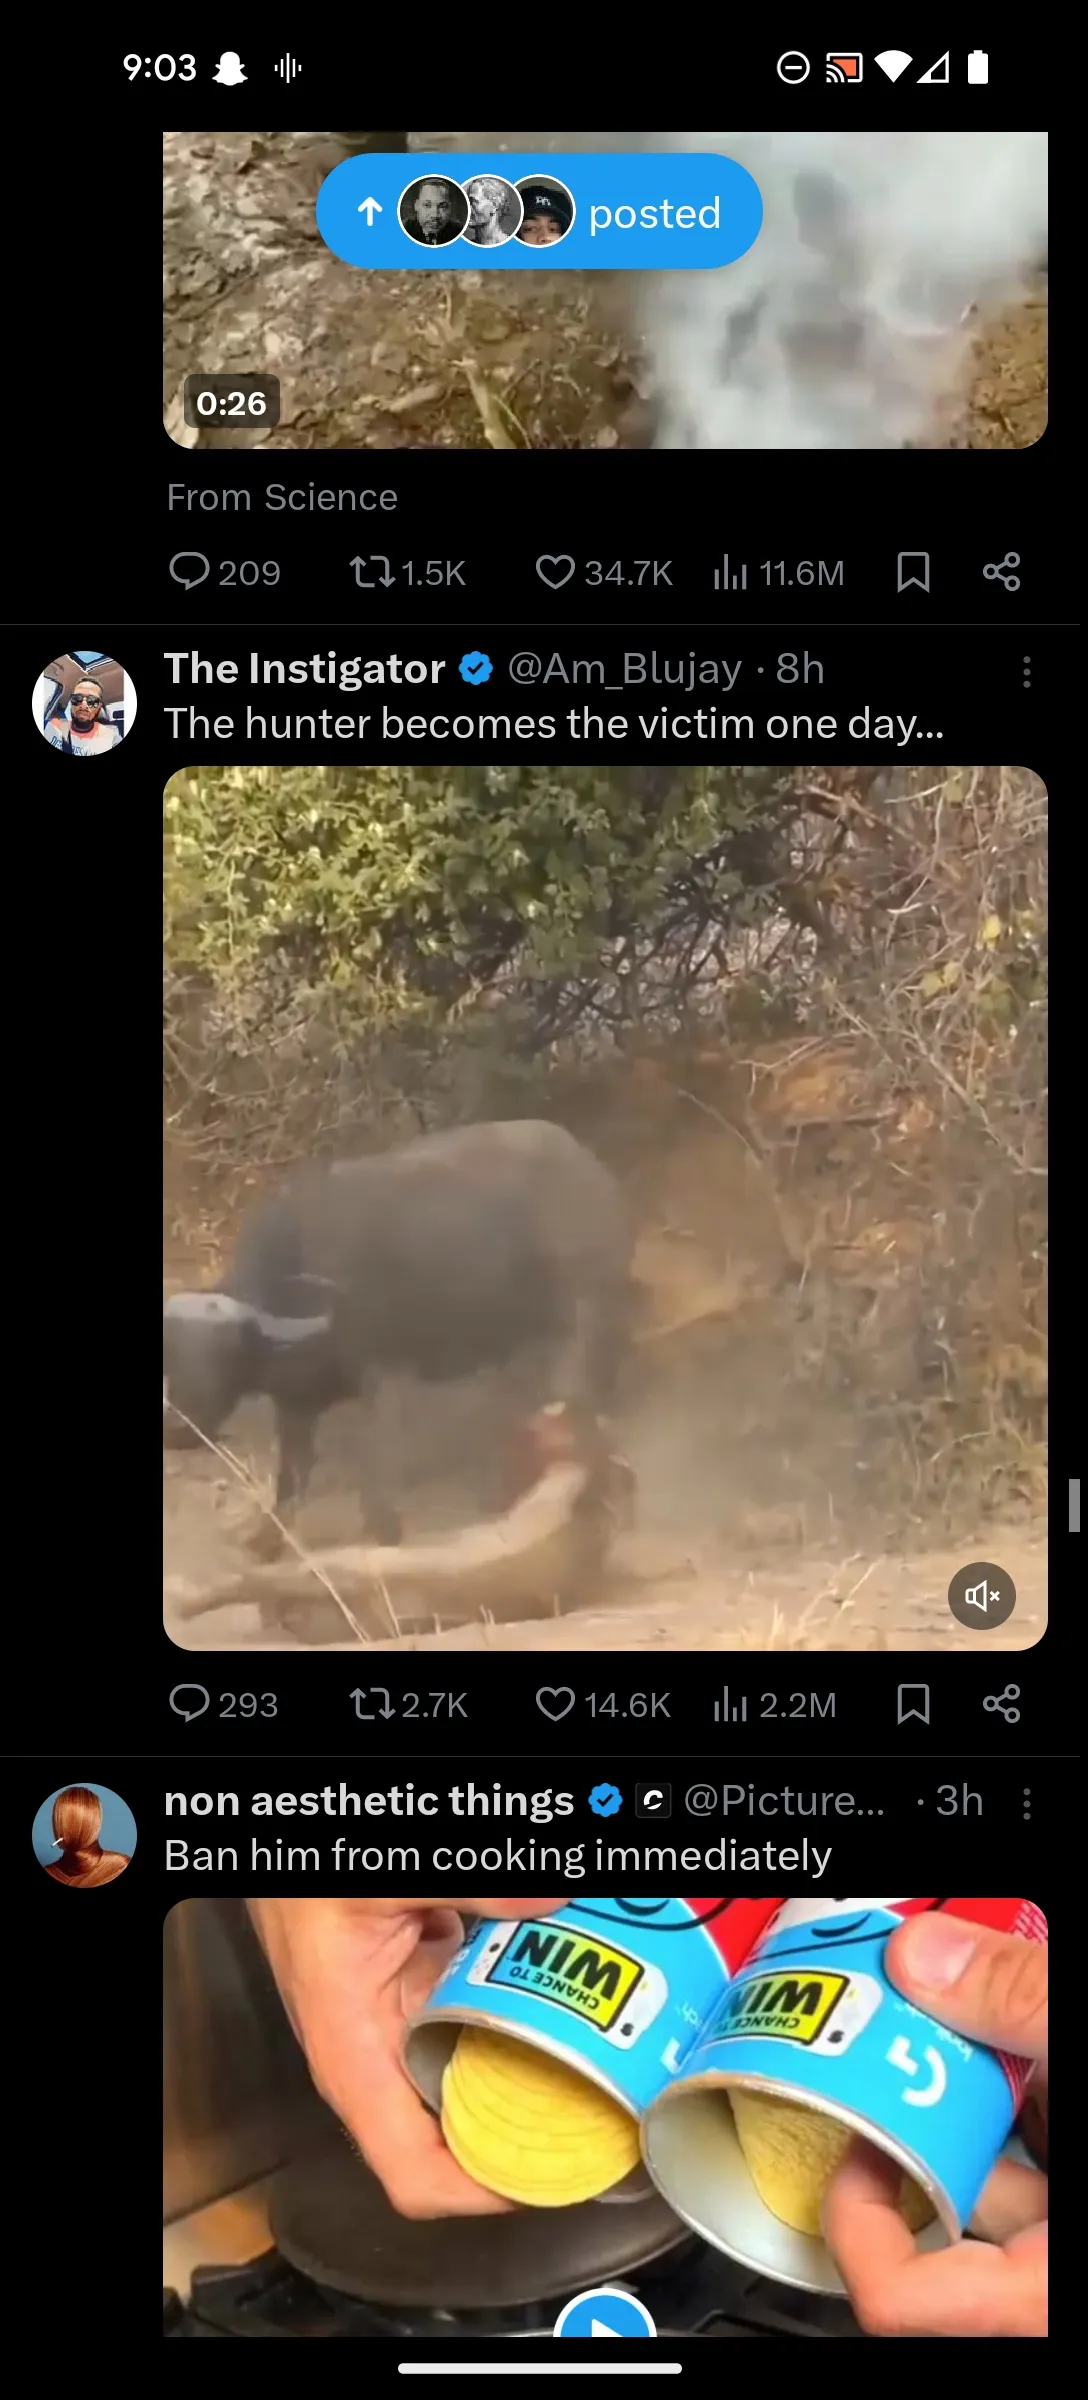 9:03
posted
0:26
From Science
209 1.5K 34.7K 11.6M
The Instigator @Am_Blujay · 8h
The hunter becomes the victim one day...
293 2.7K 14.6K 2.2M
non aesthetic things @Picture... · 3h
Ban him from cooking immediately
CHANCE TO
WIN
CHANCE TO
WIN